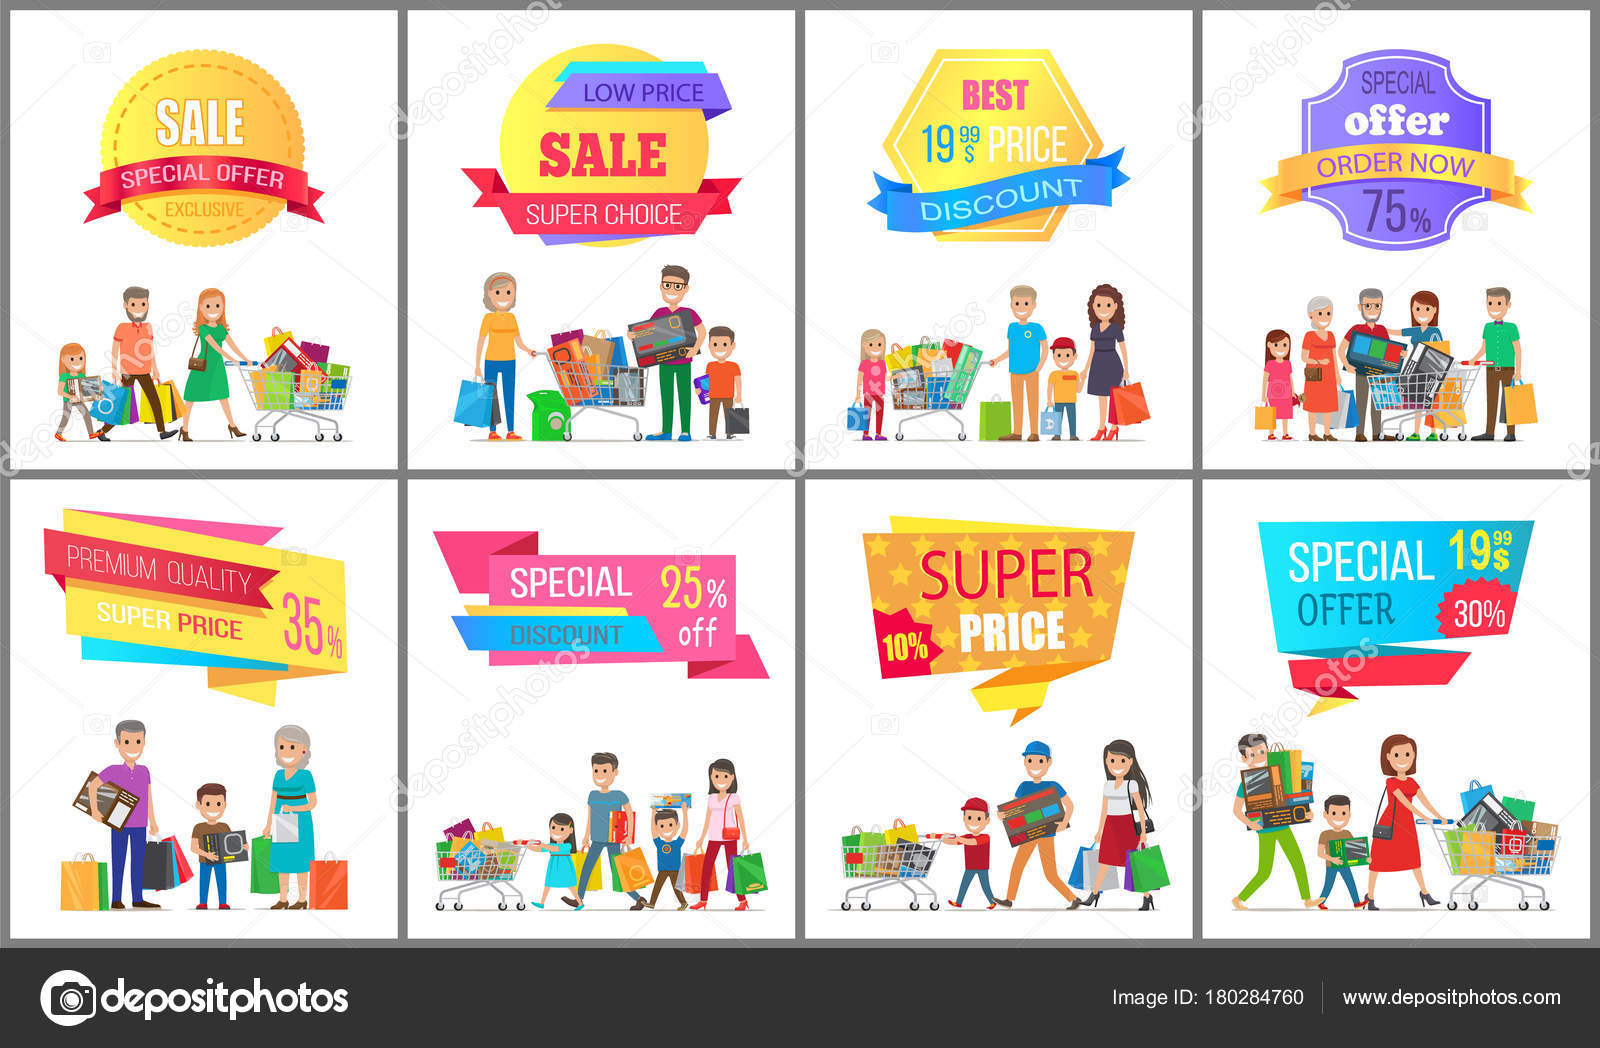 SALE
SPECIAL OFFER
EXCLUSIVE
LOW PRICE
SALE
SUPER CHOICE
BEST
19 99 $ PRICE
DISCOUNT
SPECIAL
offer
ORDER NOW
75%
PREMIUM QUALITY
SUPER PRICE
35%
SPECIAL
DISCOUNT
25%
off
SUPER
PRICE
10%
SPECIAL
OFFER
19 99 $
30%
depositphotos
Image ID: 180284760
www.depositphotos.com